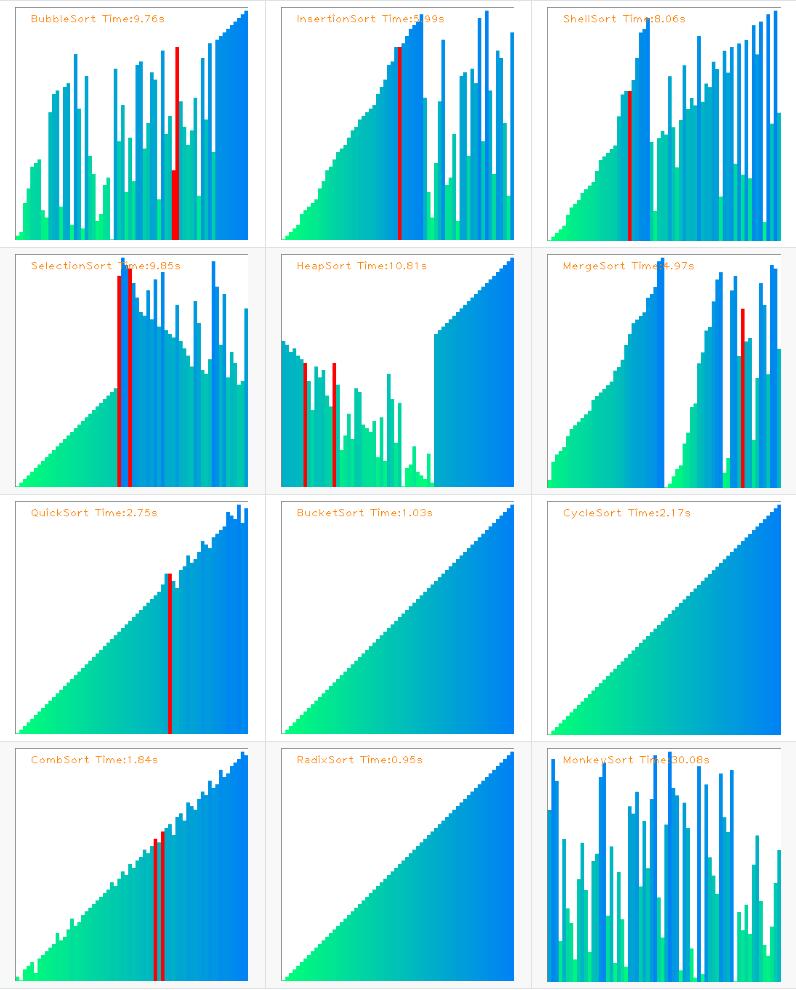 BubbleSort Time:9.76s
InsertionSort Time:5.99s
ShellSort Time:8.06s
SelectionSort Time:9.85s
HeapSort Time:10.81s
MergeSort Time:4.97s
QuickSort Time:2.75s
BucketSort Time:1.03s
CycleSort Time:2.17s
CombSort Time:1.84s
RadixSort Time:0.95s
MonkeySort Time:30.08s